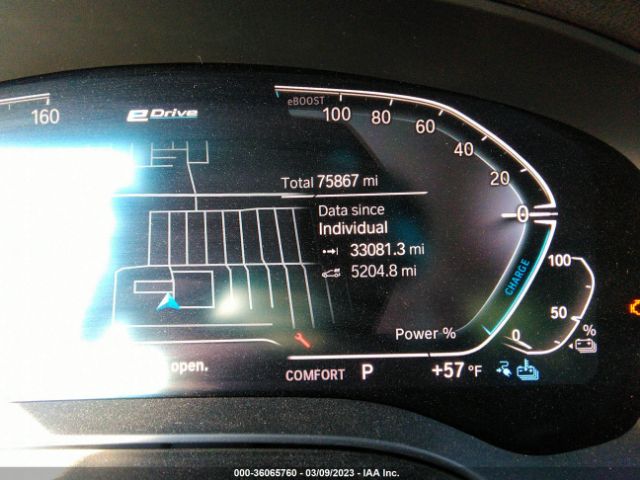 160
eDrive
eBOOST
100
80
60
40
20
0
Total 75867 mi
Data since
Individual
33081.3 mi
5204.8 mi
CHARGE
100
50
0
%
Power %
open.
COMFORT P +57 °F
000-36065760 - 03/09/2023 - IAA Inc.